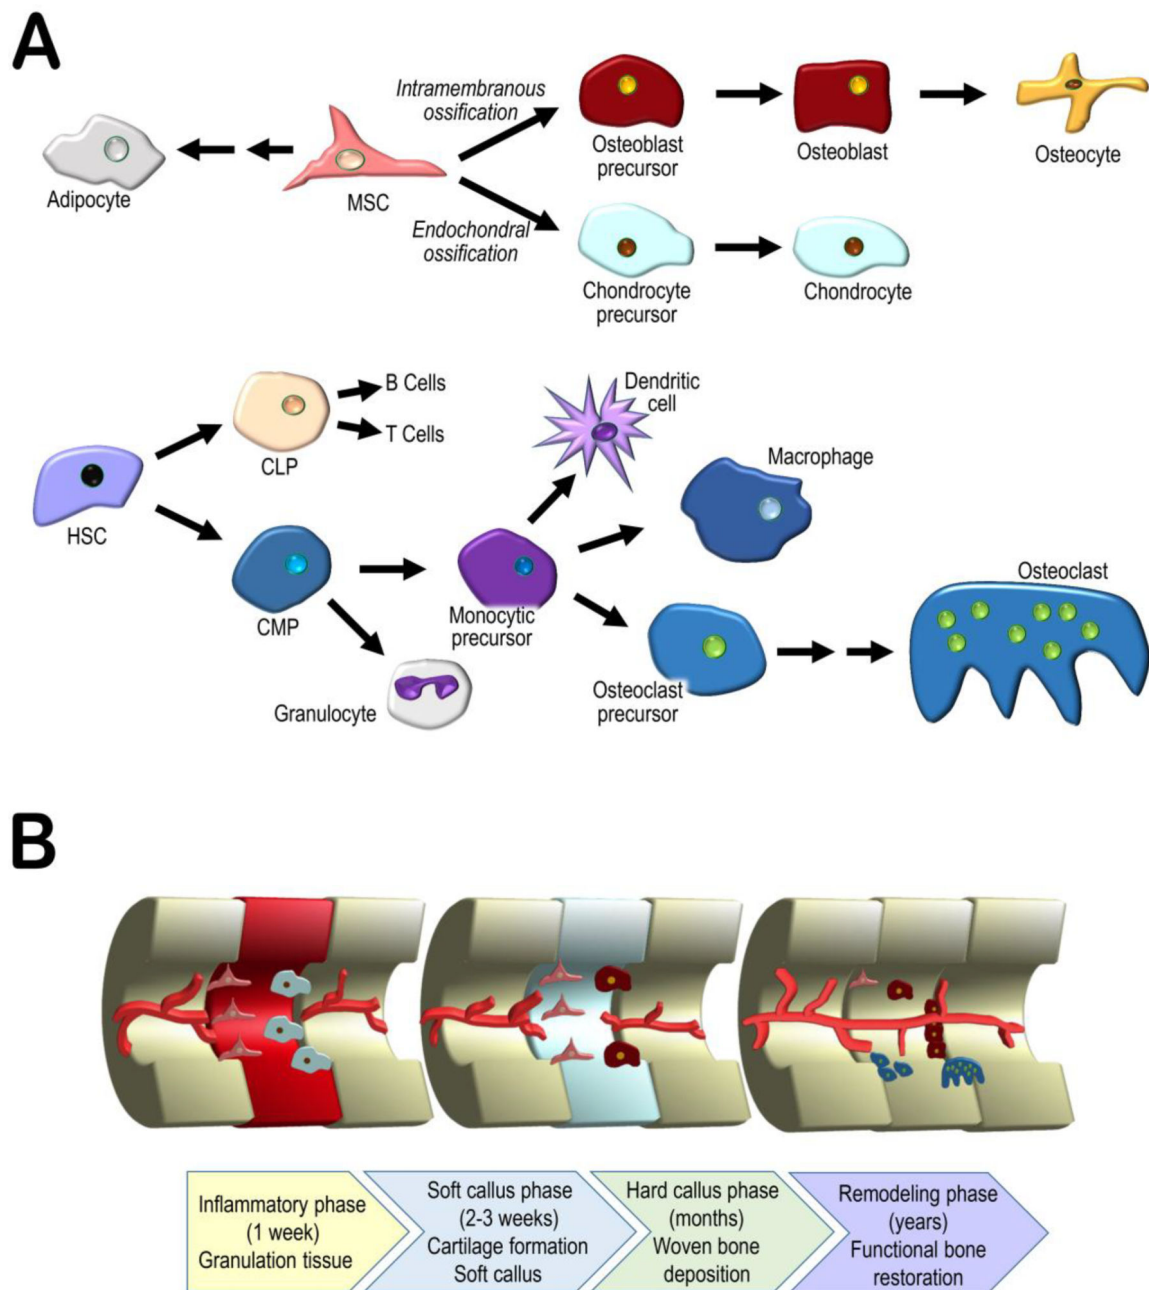 A
Intramembranous
ossification
Adipocyte
MSC
Osteoblast
precursor
Osteoblast
Osteocyte
Endochondral
ossification
Chondrocyte
precursor
Chondrocyte
HSC
CLP
B Cells
T Cells
CMP
Granulocyte
Monocytic
precursor
Dendritic
cell
Macrophage
Osteoclast
precursor
Osteoclast
B
Inflammatory phase
(1 week)
Granulation tissue
Soft callus phase
(2-3 weeks)
Cartilage formation
Soft callus
Hard callus phase
(months)
Woven bone
deposition
Remodeling phase
(years)
Functional bone
restoration